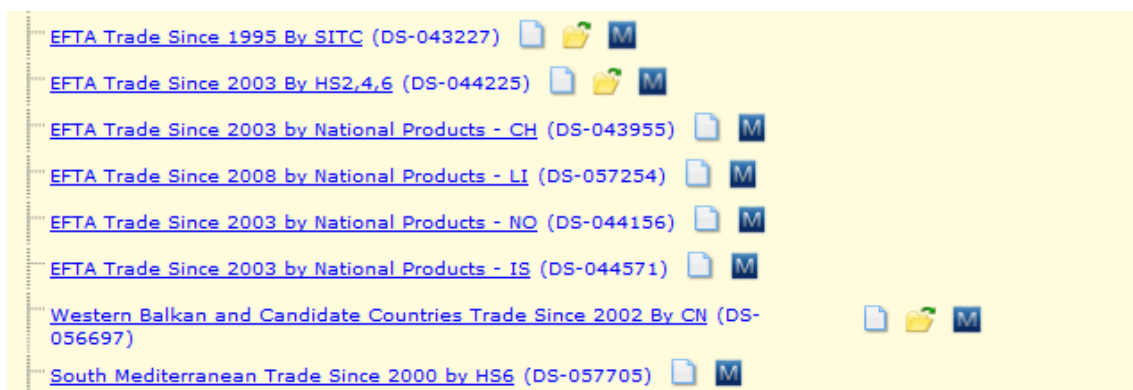 EFTA Trade Since 1995 By SITC (DS-043227) M
EFTA Trade Since 2003 By HS2,4,6 (DS-044225) M
EFTA Trade Since 2003 by National Products - CH (DS-043955) M
EFTA Trade Since 2008 by National Products - LI (DS-057254) M
EFTA Trade Since 2003 by National Products - NO (DS-044156) M
EFTA Trade Since 2003 by National Products - IS (DS-044571) M
Western Balkan and Candidate Countries Trade Since 2002 By CN (DS- M
056697)
South Mediterranean Trade Since 2000 by HS6 (DS-057705) M